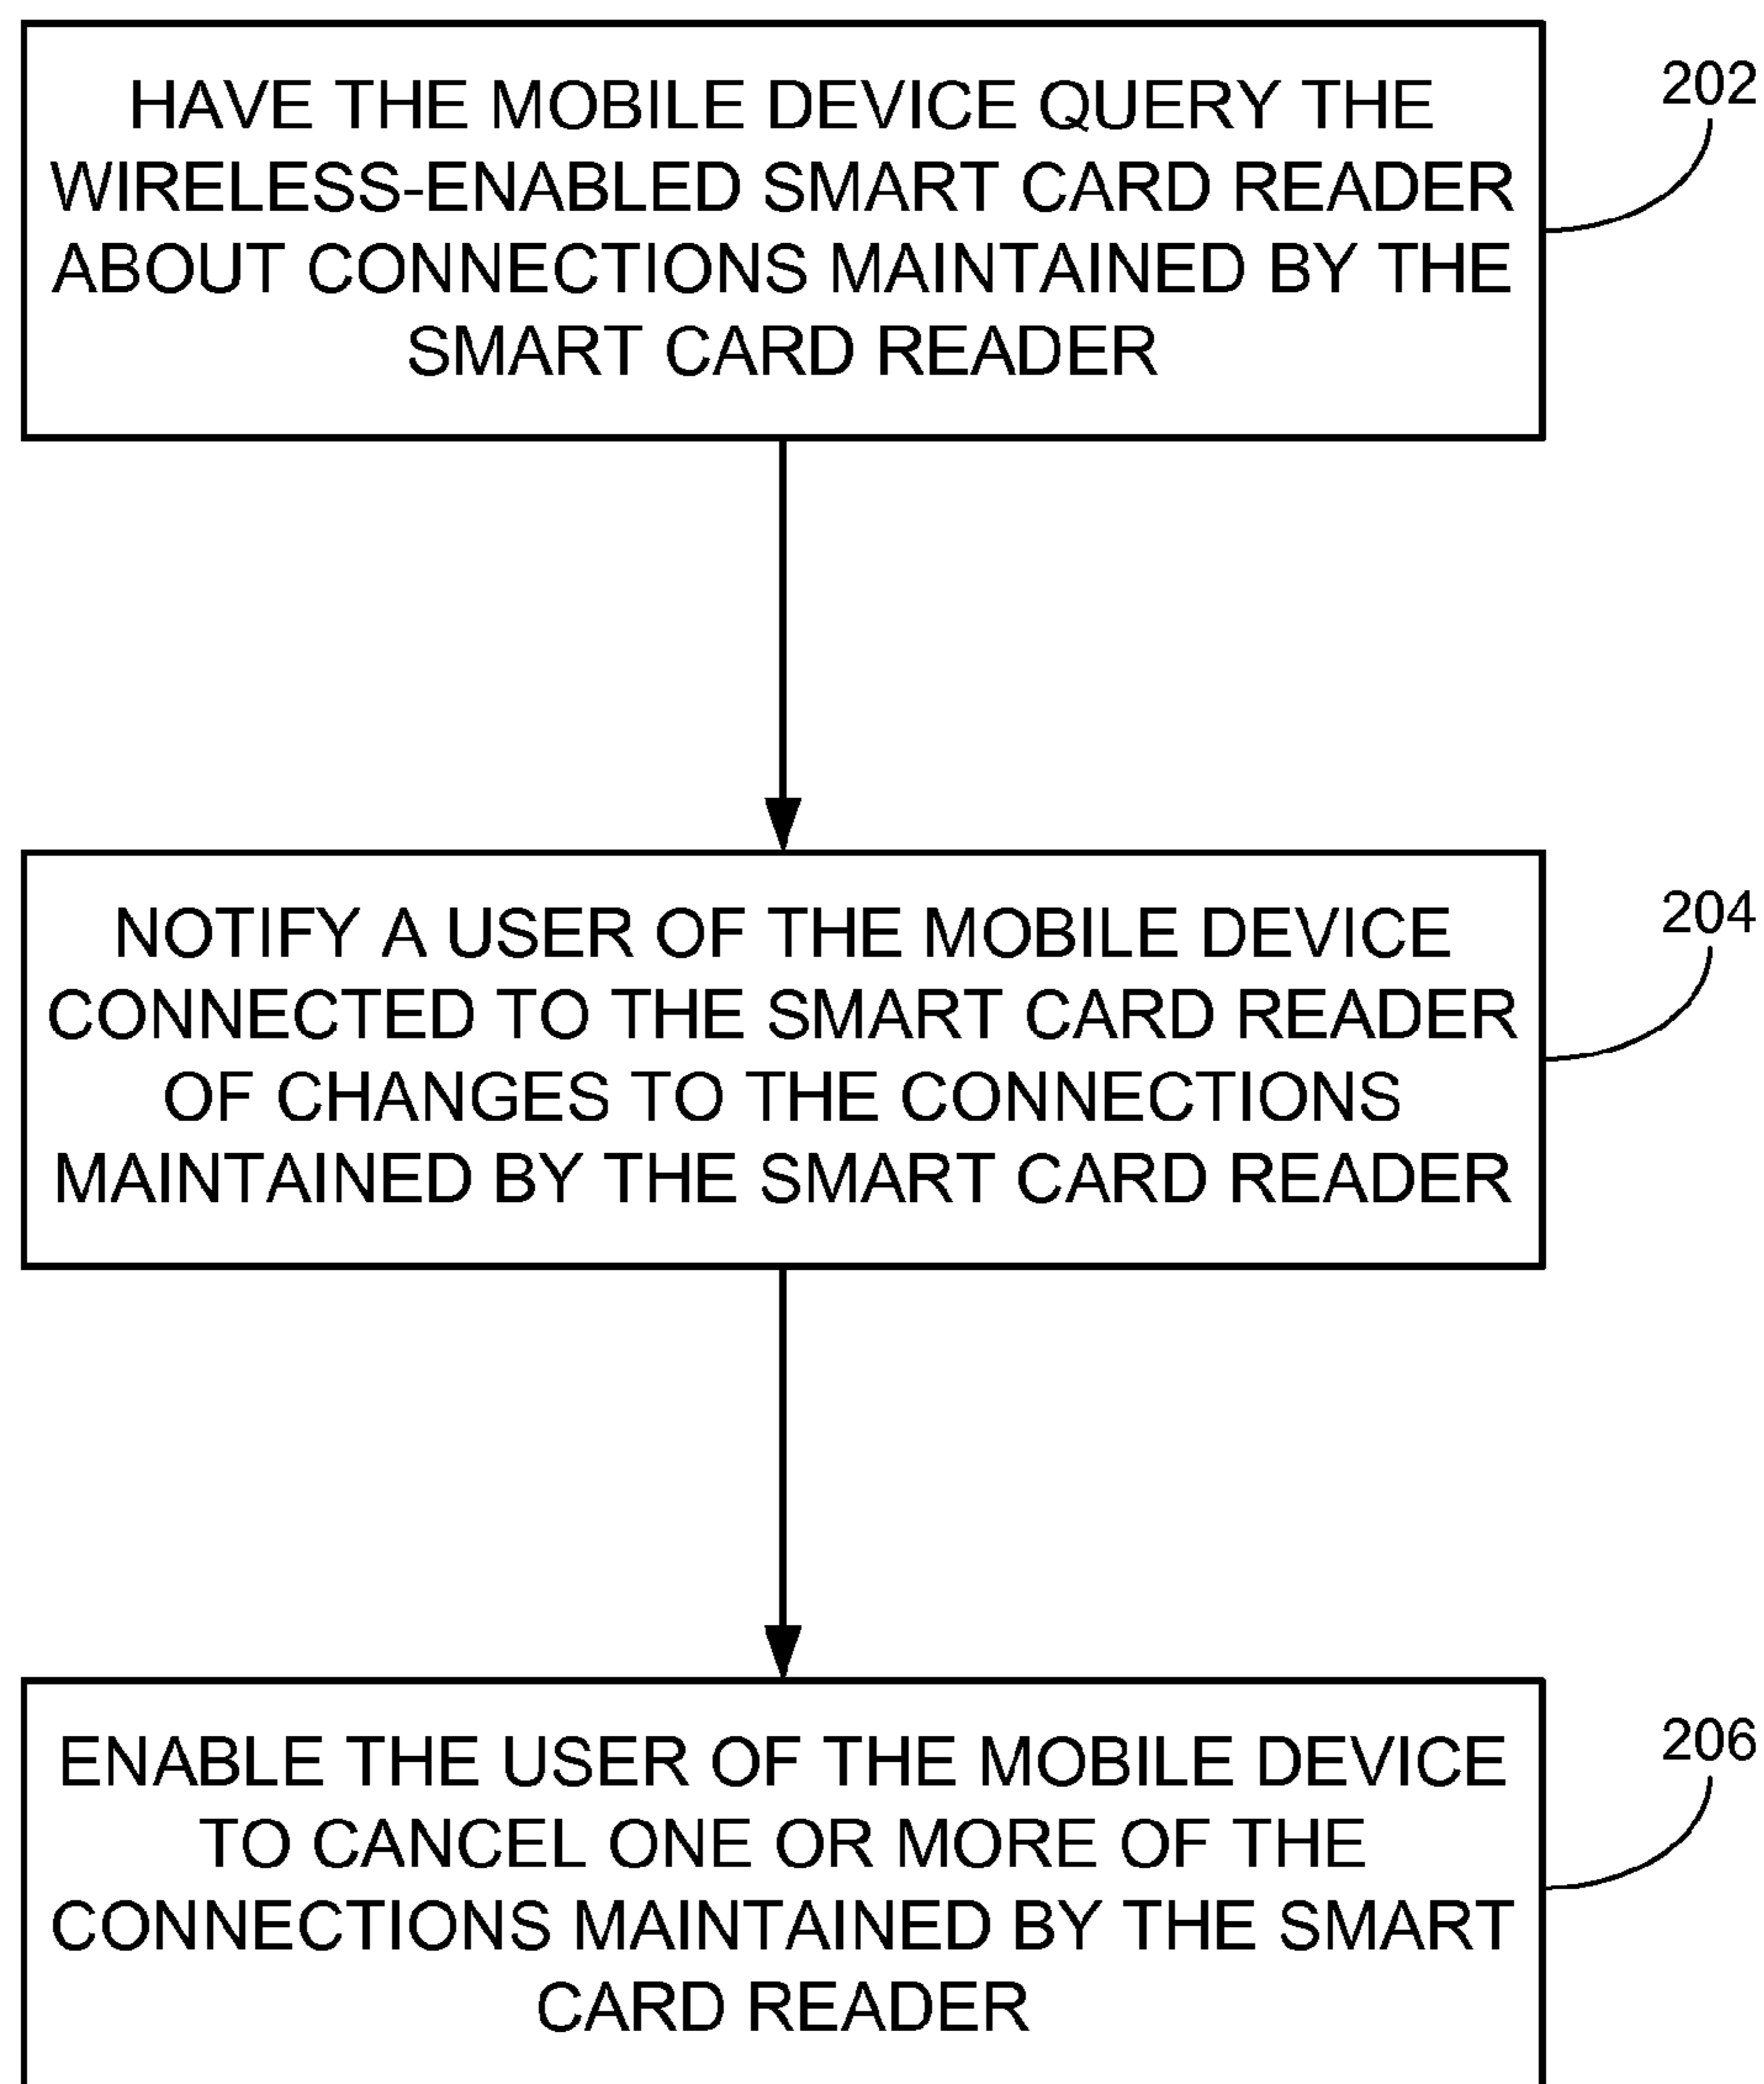 HAVE THE MOBILE DEVICE QUERY THE
WIRELESS-ENABLED SMART CARD READER
ABOUT CONNECTIONS MAINTAINED BY THE
SMART CARD READER
202
NOTIFY A USER OF THE MOBILE DEVICE
CONNECTED TO THE SMART CARD READER
OF CHANGES TO THE CONNECTIONS
MAINTAINED BY THE SMART CARD READER
204
ENABLE THE USER OF THE MOBILE DEVICE
TO CANCEL ONE OR MORE OF THE
CONNECTIONS MAINTAINED BY THE SMART
CARD READER
206